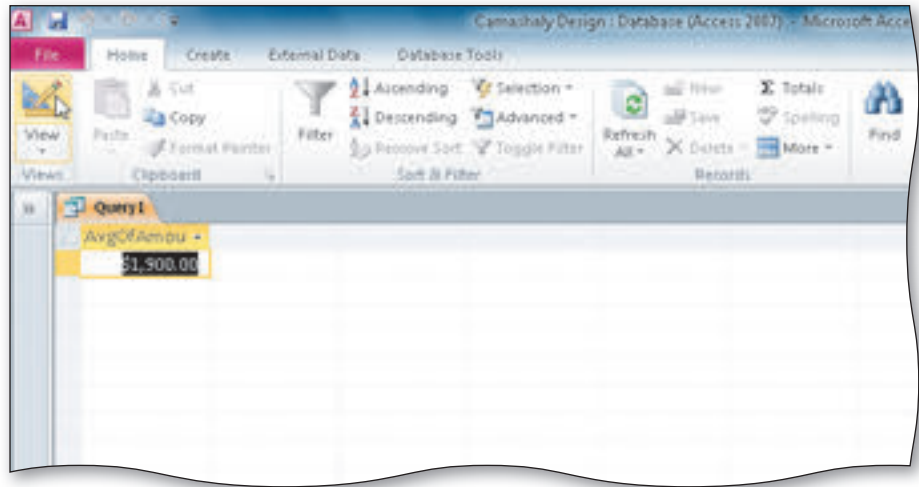 Camashaly Design : Database (Access 2007) - Microsoft Acce
File Home Create External Data Database Tools
View
Paste
Cut
Copy
Format Painter
Filter
Ascending
Descending
Remove Sort
Selection
Advanced
Toggle Filter
Refresh
All
New
Save
Delete
Totals
Spelling
More
Find
Views Clipboard Sort & Filter Records
Query1
AvgOfAmou
$1,900.00